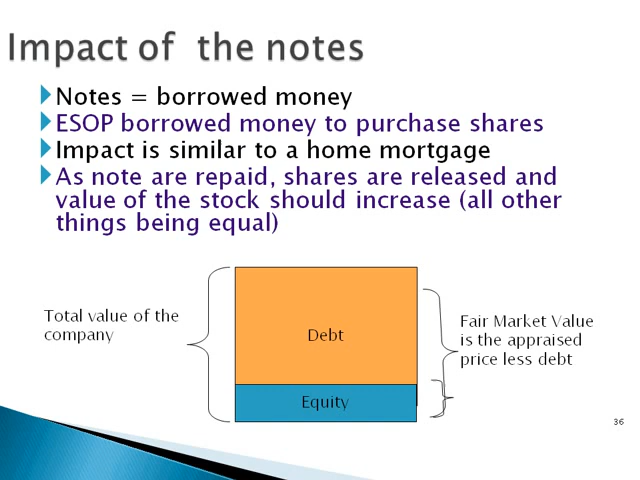 Impact of the notes
Notes = borrowed money
ESOP borrowed money to purchase shares
Impact is similar to a home mortgage
As note are repaid, shares are released and
value of the stock should increase (all other
things being equal)
Total value of the
company
Debt
Equity
Fair Market Value
is the appraised
price less debt
36